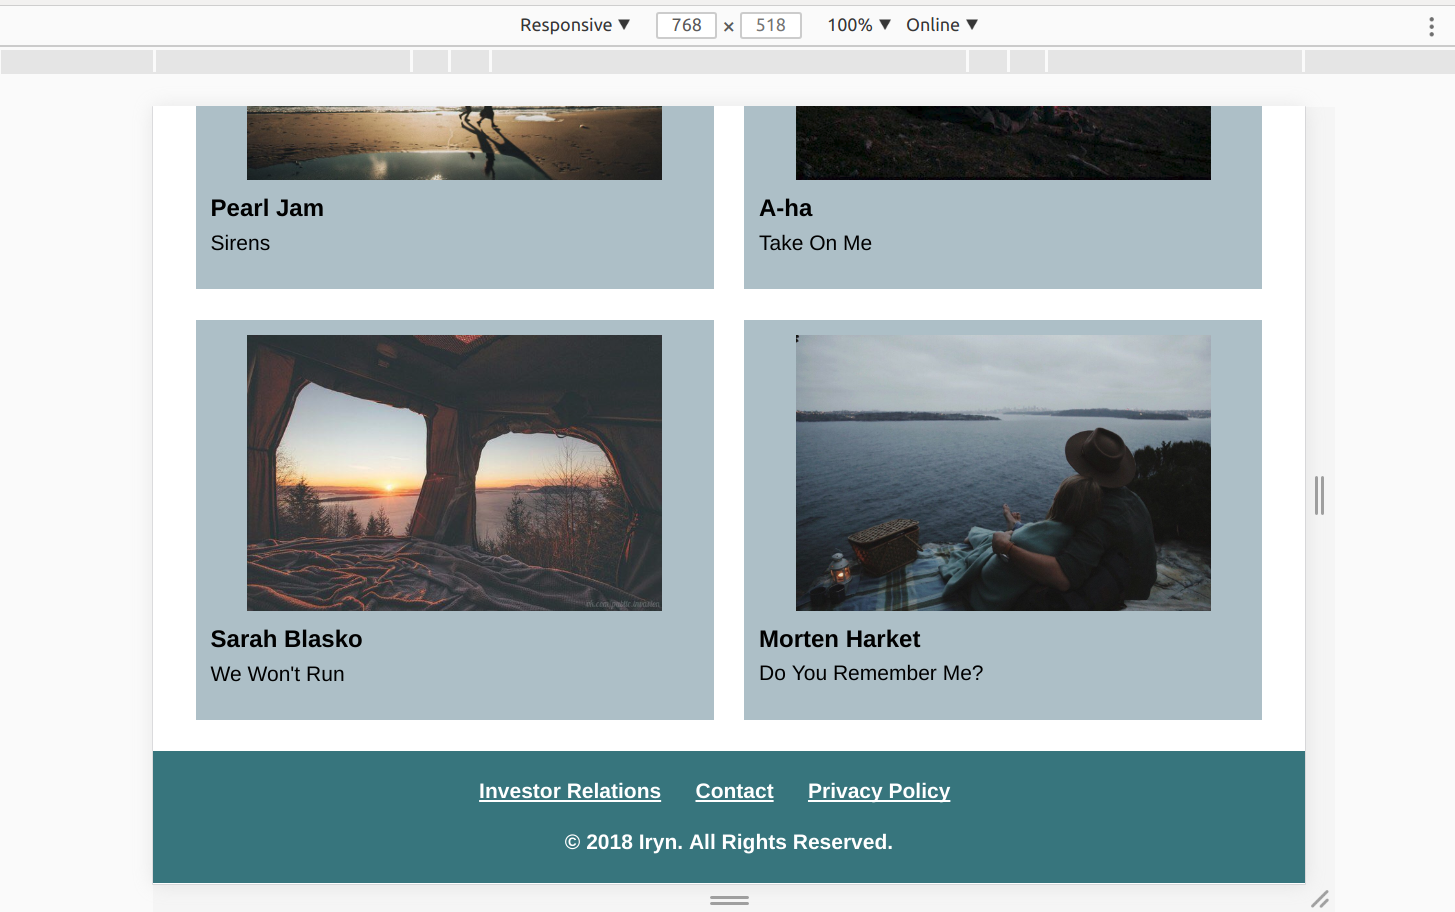 Responsive ▼ 768 × 518 100% ▼ Online ▼
Pearl Jam
Sirens
A-ha
Take On Me
Sarah Blasko
We Won't Run
Morten Harket
Do You Remember Me?
Investor Relations Contact Privacy Policy
© 2018 Iryn. All Rights Reserved.